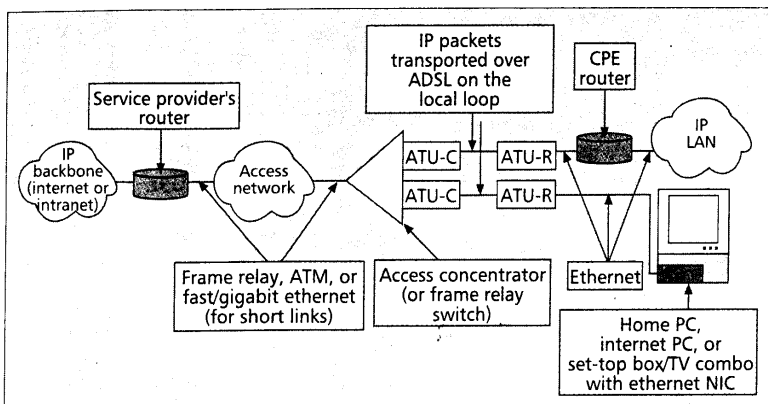 IP packets
transported over
ADSL on the
local loop
CPE
router
Service provider's
router
IP
LAN
IP
backbone
(internet or
intranet)
Access
network
ATU-C
ATU-R
ATU-C
ATU-R
Frame relay, ATM, or
fast/gigabit ethernet
(for short links)
Access concentrator
(or frame relay
switch)
Ethernet
Home PC,
internet PC, or
set-top box/TV combo
with ethernet NIC